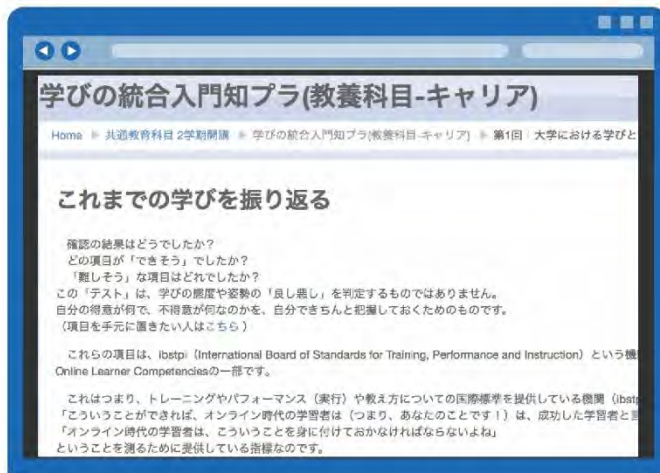 学びの統合入門知プラ(教養科目-キャリア)
Home ▶ 共通教育科目 2学期開講 ▶ 学びの統合入門知プラ(教養科目-キャリア) ▶ 第1回 大学における学びと
これまでの学びを振り返る
確認の結果はどうでしたか？
どの項目が「できそう」でしたか？
「難しそう」な項目はどれでしたか？
この「テスト」は、学びの態度や姿勢の「良し悪し」を判定するものではありません。
自分の得意が何で、不得意が何なのかを、自分できちんと把握しておくためのものです。
（項目を手元に置きたい人はこちら）
これらの項目は、ibstpi（International Board of Standards for Training, Performance and Instruction）という機
Online Learner Competenciesの一部です。
これはつまり、トレーニングやパフォーマンス（実行）や教え方についての国際標準を提供している機関（ibstp
「こういうことができれば、オンライン時代の学習者は（つまり、あなたのことです！）は、成功した学習者と言
「オンライン時代の学習者は、こういうことを身に付けておかなければならないよね」
ということを測るために提供している指標なのです。